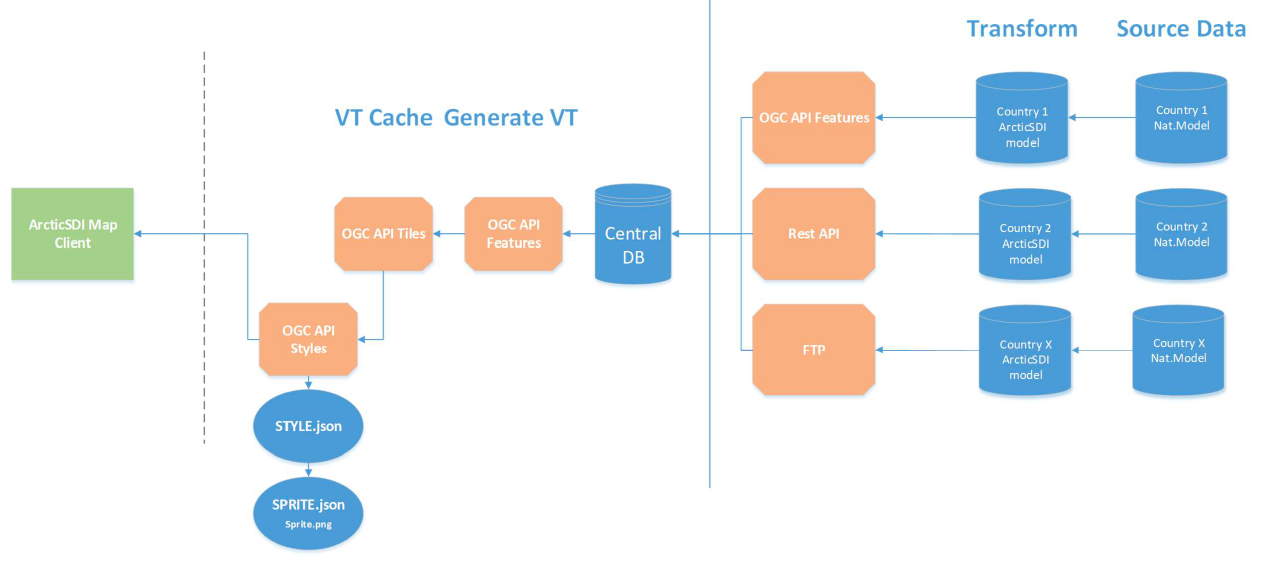 Transform
Source Data
VT Cache Generate VT
OGC API Features
Country 1
ArcticSDI
model
Country 1
Nat.Model
ArcticSDI Map
Client
OGC API Tiles
OGC API
Features
Central
DB
Rest API
Country 2
ArcticSDI
model
Country 2
Nat.Model
OGC API
Styles
FTP
Country X
ArcticSDI
model
Country X
Nat.Model
STYLE.json
SPRITE.json
Sprite.png